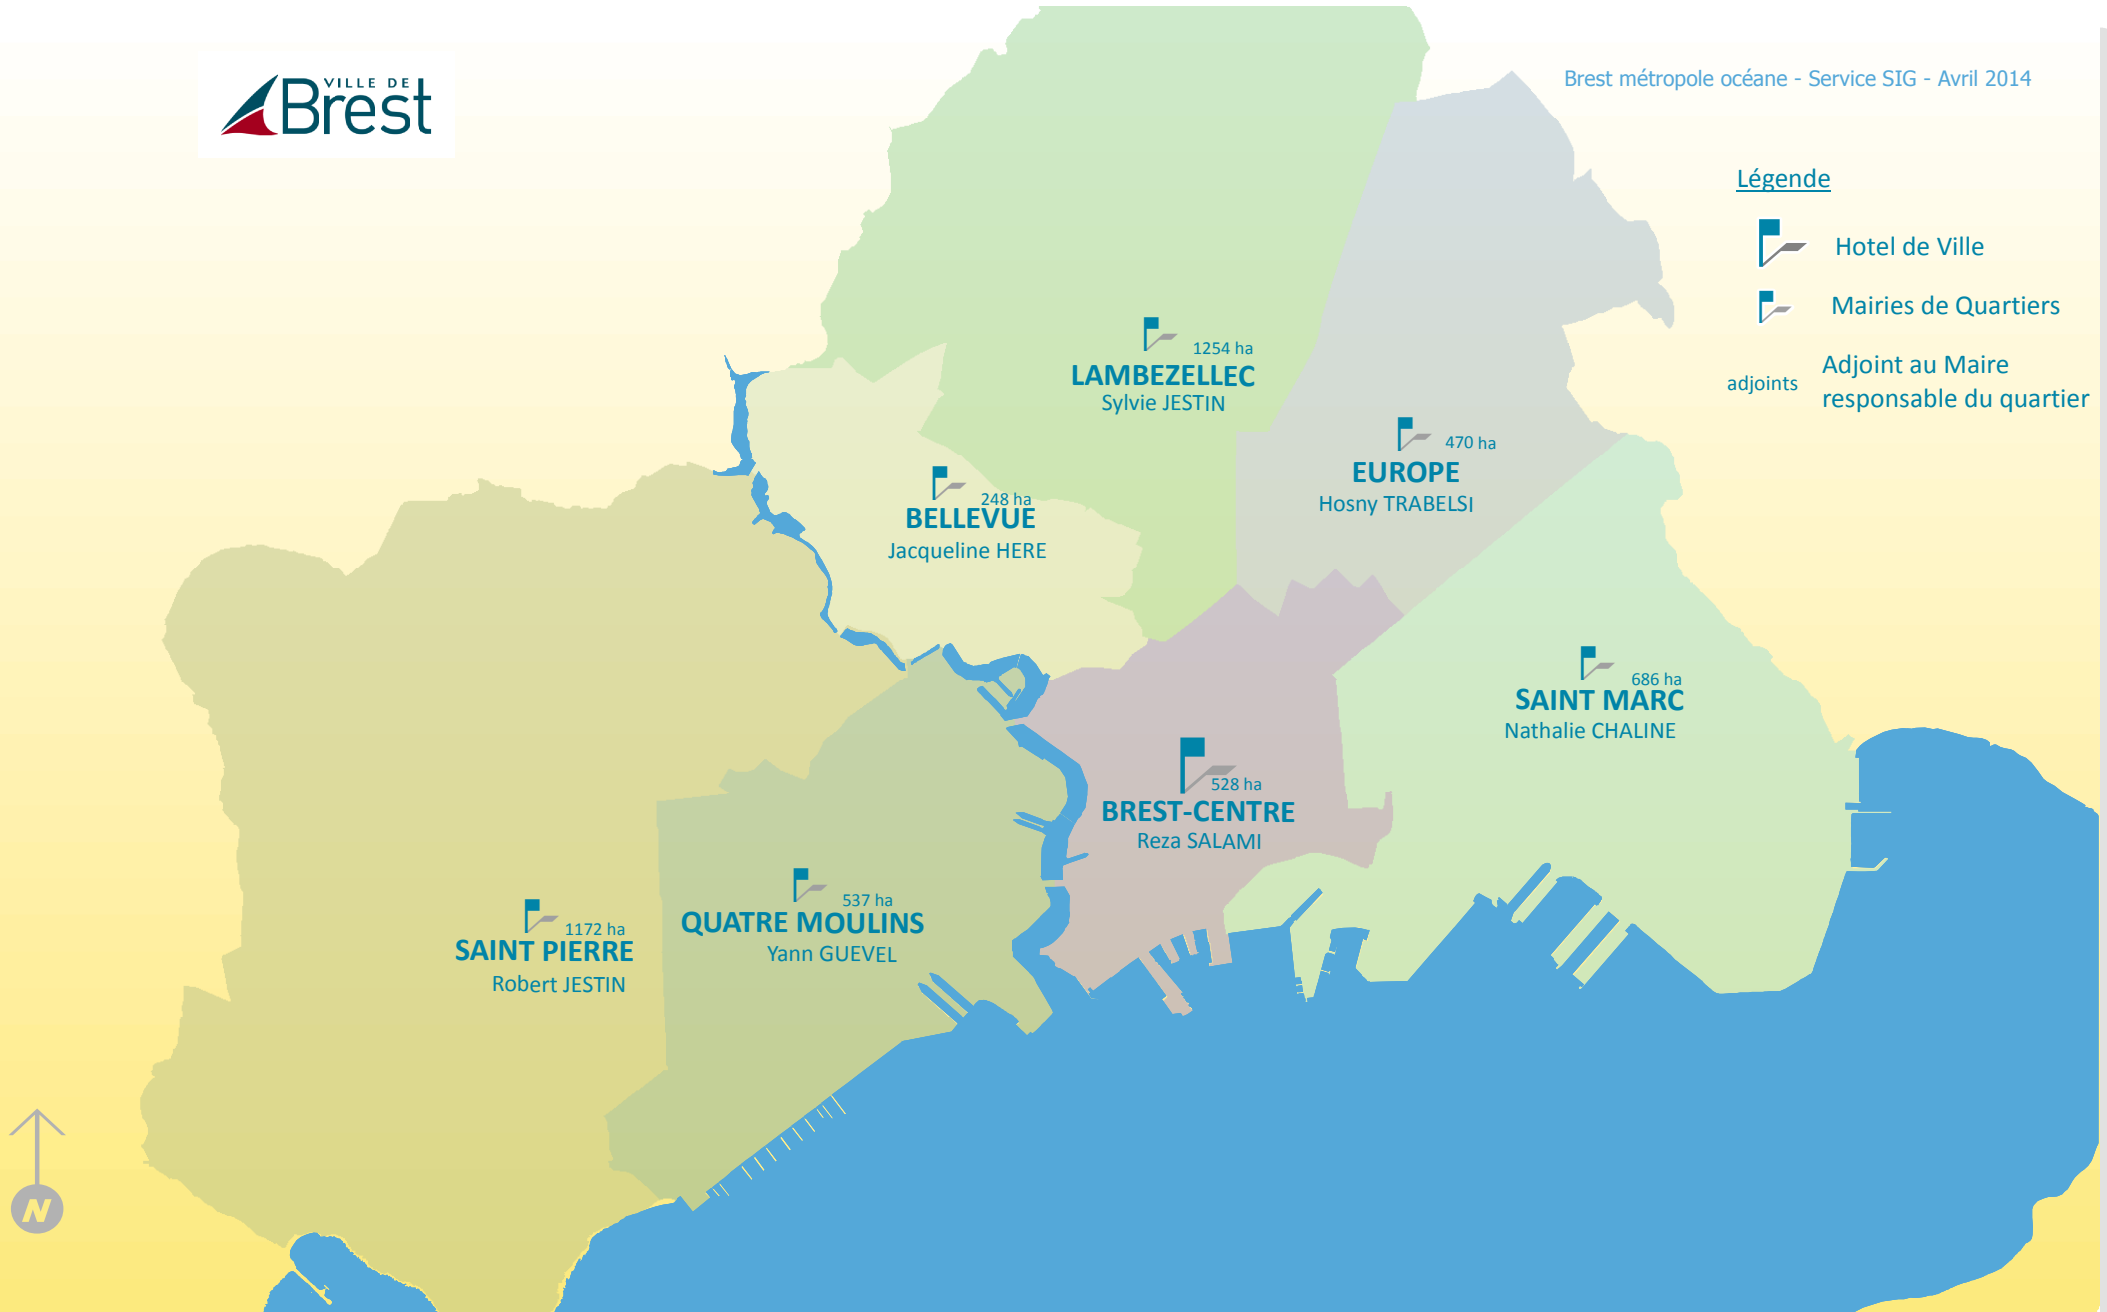 VILLE DE
Brest
Brest métropole océane - Service SIG - Avril 2014
Légende
Hotel de Ville
Mairies de Quartiers
adjoints
Adjoint au Maire
responsable du quartier
1254 ha
LAMBEZELLEC
Sylvie JESTIN
470 ha
EUROPE
Hosny TRABELSI
248 ha
BELLEVUE
Jacqueline HERE
686 ha
SAINT MARC
Nathalie CHALINE
528 ha
BREST-CENTRE
Reza SALAMI
537 ha
QUATRE MOULINS
Yann GUEVEL
1172 ha
SAINT PIERRE
Robert JESTIN
N